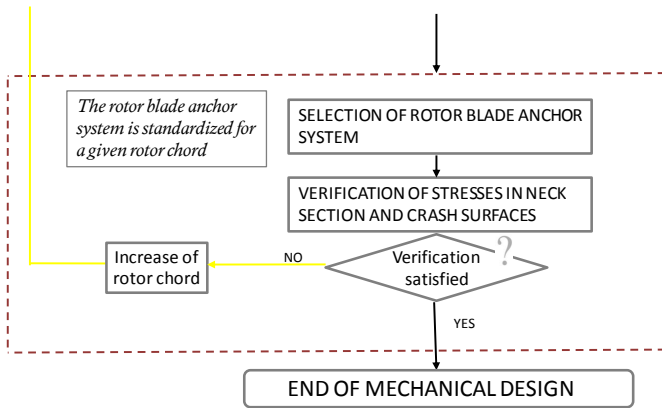 The rotor blade anchor
system is standardized for
a given rotor chord
SELECTION OF ROTOR BLADE ANCHOR
SYSTEM
VERIFICATION OF STRESSES IN NECK
SECTION AND CRASH SURFACES
?
Verification
satisfied
NO
Increase of
rotor chord
YES
END OF MECHANICAL DESIGN